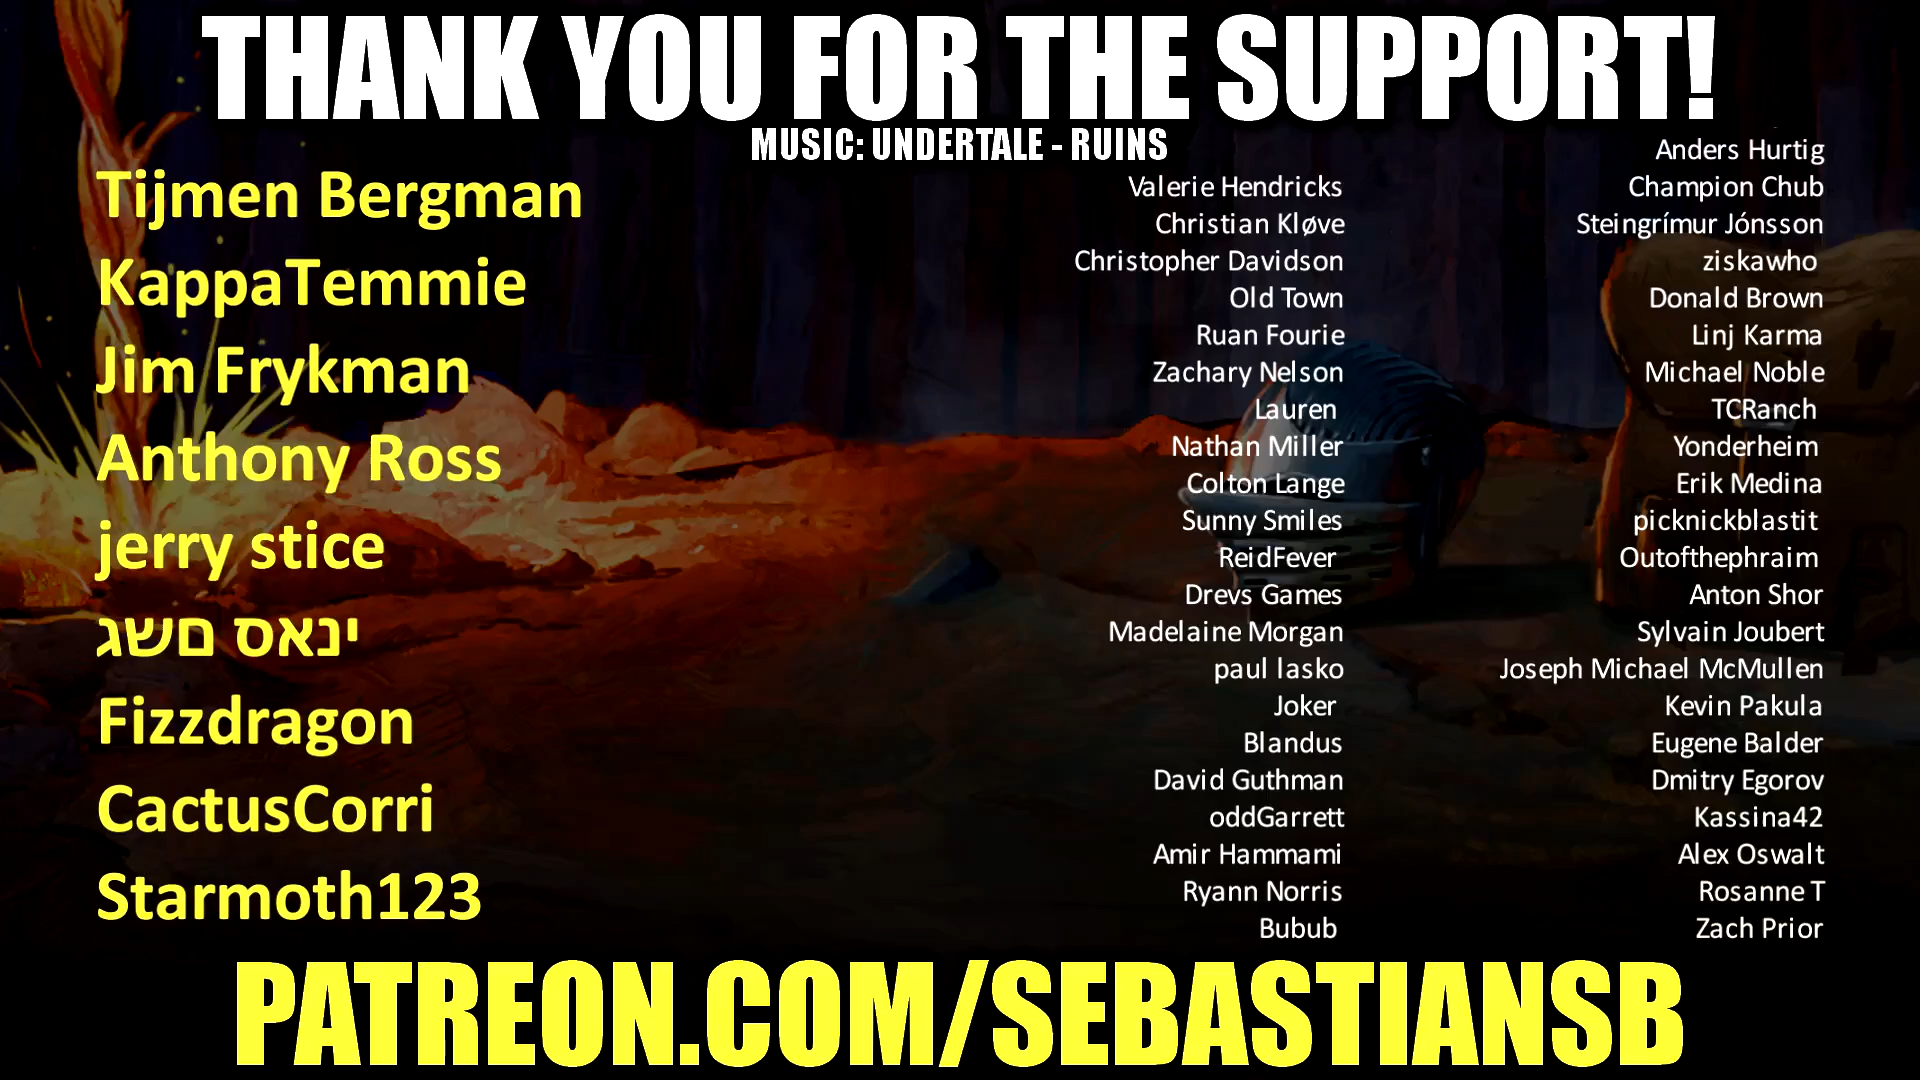 THANK YOU FOR THE SUPPORT!
MUSIC: UNDERTALE - RUINS
Tijmen Bergman
KappaTemmie
Jim Frykman
Anthony Ross
jerry stice
גשם סאני
Fizzdragon
CactusCorri
Starmoth123
Valerie Hendricks
Christian Kløve
Christopher Davidson
Old Town
Ruan Fourie
Zachary Nelson
Lauren
Nathan Miller
Colton Lange
Sunny Smiles
ReidFever
Drevs Games
Madelaine Morgan
paul lasko
Joker
Blandus
David Guthman
oddGarrett
Amir Hammami
Ryann Norris
Bubub
Anders Hurtig
Champion Chub
Steingrímur Jónsson
ziskawho
Donald Brown
Linj Karma
Michael Noble
TCRanch
Yonderheim
Erik Medina
picknickblastit
Outofthephraim
Anton Shor
Sylvain Joubert
Joseph Michael McMullen
Kevin Pakula
Eugene Balder
Dmitry Egorov
Kassina42
Alex Oswalt
Rosanne T
Zach Prior
PATREON.COM/SEBASTIANSB